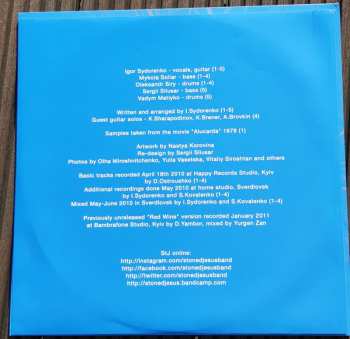 Igor Sydorenko - vocals, guitar (1-5)
Mykola Sollar - bass (1-4)
Oleksandr Siry - drums (1-4)
Sergii Sliusar - bass (5)
Vadym Matiyko - drums (5)
Written and arranged by I.Sydorenko (1-5)
Guest guitar solos - K.Sharapodinov, K.Brener, A.Brovkin (4)
Samples taken from the movie "Alucarda" 1978 (1)
Artwork by Nastya Korovina
Re-design by Sergii Sliusar
Photos by Olha Miroshnitchenko, Yulia Vaselska, Vitaliy Sirostrian and others
Basic tracks recorded April 18th 2010 at Happy Records Studio, Kyiv
by D.Ostroushko (1-4)
Additional recordings done May 2010 at home studio, Sverdlovsk
by I.Sydorenko and S.Kovalenko (1-4)
Mixed May-June 2010 in Sverdlovsk by I.Sydorenko and S.Kovalenko (1-4)
Previously unreleased "Red Wine" version recorded January 2011
at Bambrafone Studio, Kyiv by D.Yambor, mixed by Yurgen Zan
StJ online:
http://instagram.com/stonedjesusband
http://facebook.com/stonedjesusband
http://twitter.com/stonedjesusband
http://stonedjesus.bandcamp.com